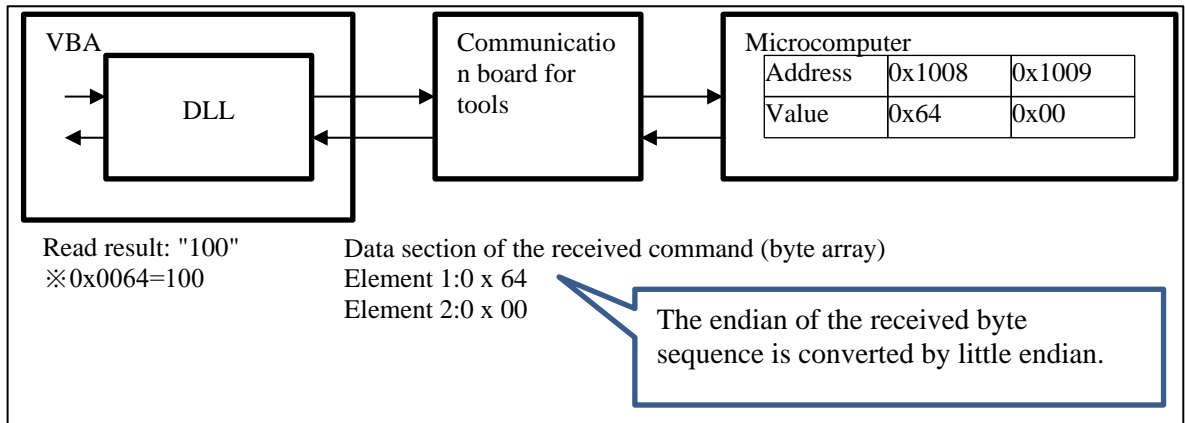 VBA
DLL
Communicatio
n board for
tools
Microcomputer
Address 0x1008 0x1009
Value 0x64 0x00
Read result: "100"
※0x0064=100
Data section of the received command (byte array)
Element 1:0 x 64
Element 2:0 x 00
The endian of the received byte
sequence is converted by little endian.